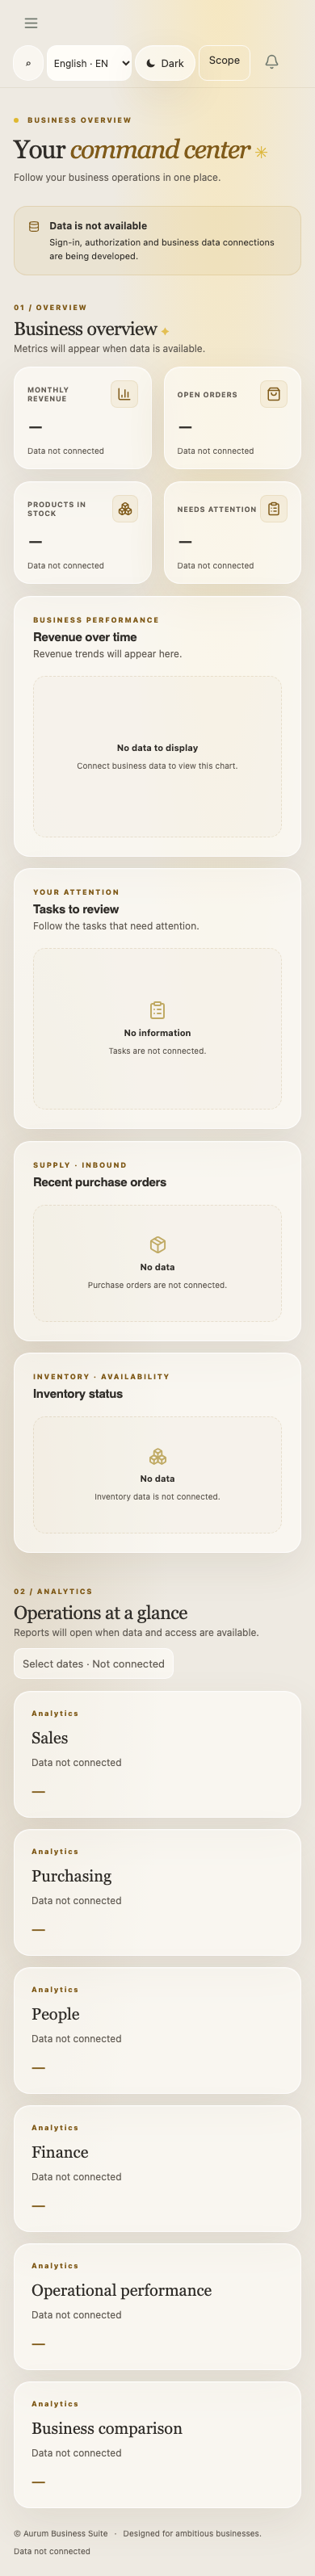 English · EN
Dark
Scope
BUSINESS OVERVIEW
Your command center
Follow your business operations in one place.
Data is not available
Sign-in, authorization and business data connections
are being developed.
01 / OVERVIEW
Business overview
Metrics will appear when data is available.
MONTHLY
REVENUE
—
Data not connected
OPEN ORDERS
—
Data not connected
PRODUCTS IN
STOCK
—
Data not connected
NEEDS ATTENTION
—
Data not connected
BUSINESS PERFORMANCE
Revenue over time
Revenue trends will appear here.
No data to display
Connect business data to view this chart.
YOUR ATTENTION
Tasks to review
Follow the tasks that need attention.
No information
Tasks are not connected.
SUPPLY · INBOUND
Recent purchase orders
No data
Purchase orders are not connected.
INVENTORY · AVAILABILITY
Inventory status
No data
Inventory data is not connected.
02 / ANALYTICS
Operations at a glance
Reports will open when data and access are available.
Select dates · Not connected
Analytics
Sales
Data not connected
—
Analytics
Purchasing
Data not connected
—
Analytics
People
Data not connected
—
Analytics
Finance
Data not connected
—
Analytics
Operational performance
Data not connected
—
Analytics
Business comparison
Data not connected
—
© Aurum Business Suite · Designed for ambitious businesses.
Data not connected